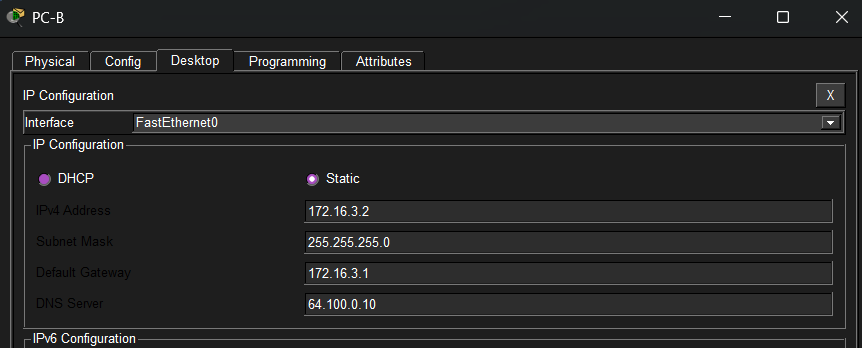 PC-B
Physical Config Desktop Programming Attributes
IP Configuration X
Interface FastEthernet0
IP Configuration
DHCP Static
IPv4 Address 172.16.3.2
Subnet Mask 255.255.255.0
Default Gateway 172.16.3.1
DNS Server 64.100.0.10
IPv6 Configuration